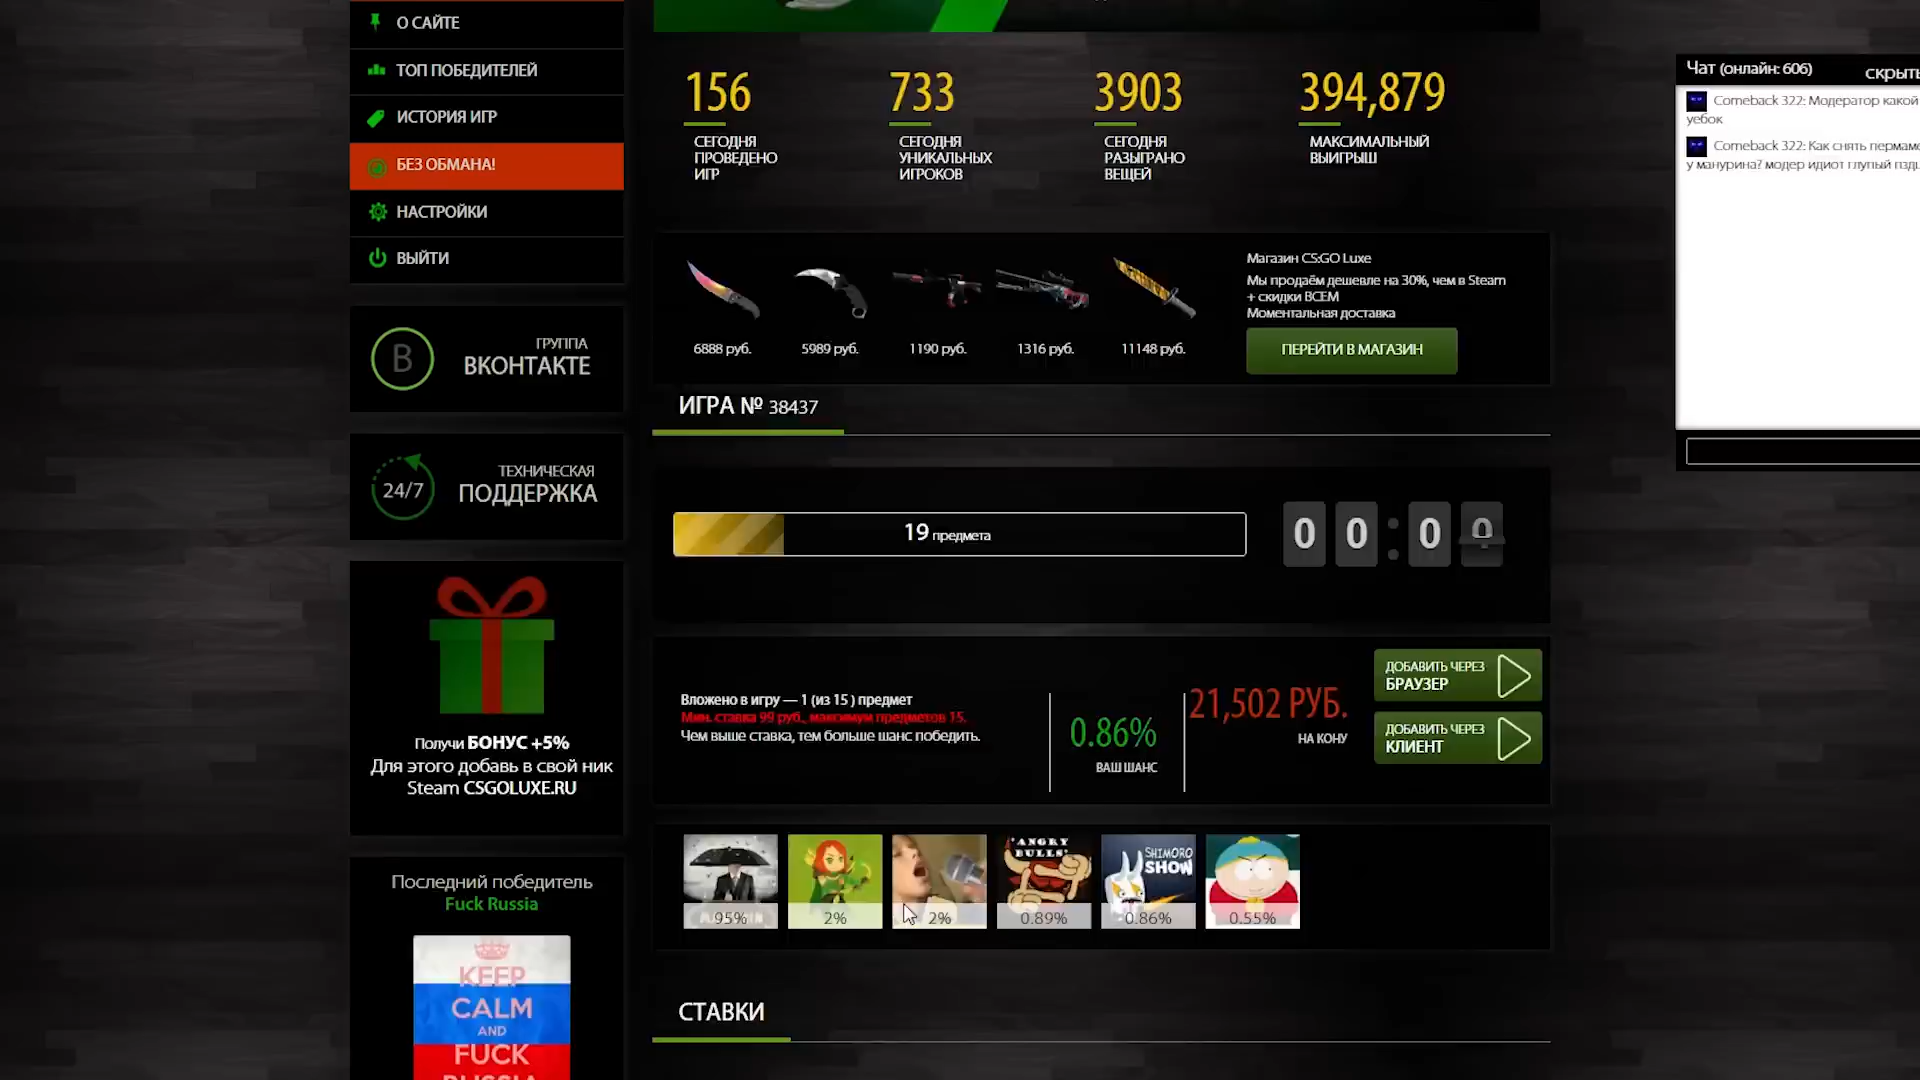 О САЙТЕ
ТОП ПОБЕДИТЕЛЕЙ
ИСТОРИЯ ИГР
БЕЗ ОБМАНА!
НАСТРОЙКИ
ВЫЙТИ
ГРУППА
В
ВКОНТАКТЕ
ТЕХНИЧЕСКАЯ
24/7
ПОДДЕРЖКА
Получи БОНУС +5%
Для этого добавь в свой ник
Steam CSGOLUXE.RU
Последний победитель
Fuck Russia
KEEP
CALM
AND
FUCK
RUSSIA
156
СЕГОДНЯ
ПРОВЕДЕНО
ИГР
733
СЕГОДНЯ
УНИКАЛЬНЫХ
ИГРОКОВ
3903
СЕГОДНЯ
РАЗЫГРАНО
ВЕЩЕЙ
394,879
МАКСИМАЛЬНЫЙ
ВЫИГРЫШ
6888 руб.
5989 руб.
1190 руб.
1316 руб.
11148 руб.
Магазин CS:GO Luxe
Мы продаём дешевле на 30%, чем в Steam
+ скидки ВСЕМ
Моментальная доставка
ПЕРЕЙТИ В МАГАЗИН
ИГРА № 38437
19 предмета
00:00
Вложено в игру — 1 (из 15 ) предмет
Мин. ставка 99 руб., максимум предметов 15.
Чем выше ставка, тем больше шанс победить.
0.86%
ВАШ ШАНС
21,502 РУБ.
НА КОНУ
ДОБАВИТЬ ЧЕРЕЗ
БРАУЗЕР
ДОБАВИТЬ ЧЕРЕЗ
КЛИЕНТ
95%
2%
2%
ANGRY
BULLS
0.89%
SHIMORO
SHOW
0.86%
0.55%
СТАВКИ
Чат (онлайн: 606)
скрыть
Comeback 322: Модератор какой
уебок
Comeback 322: Как снять пермамо
у манурина? модер идиот глупый